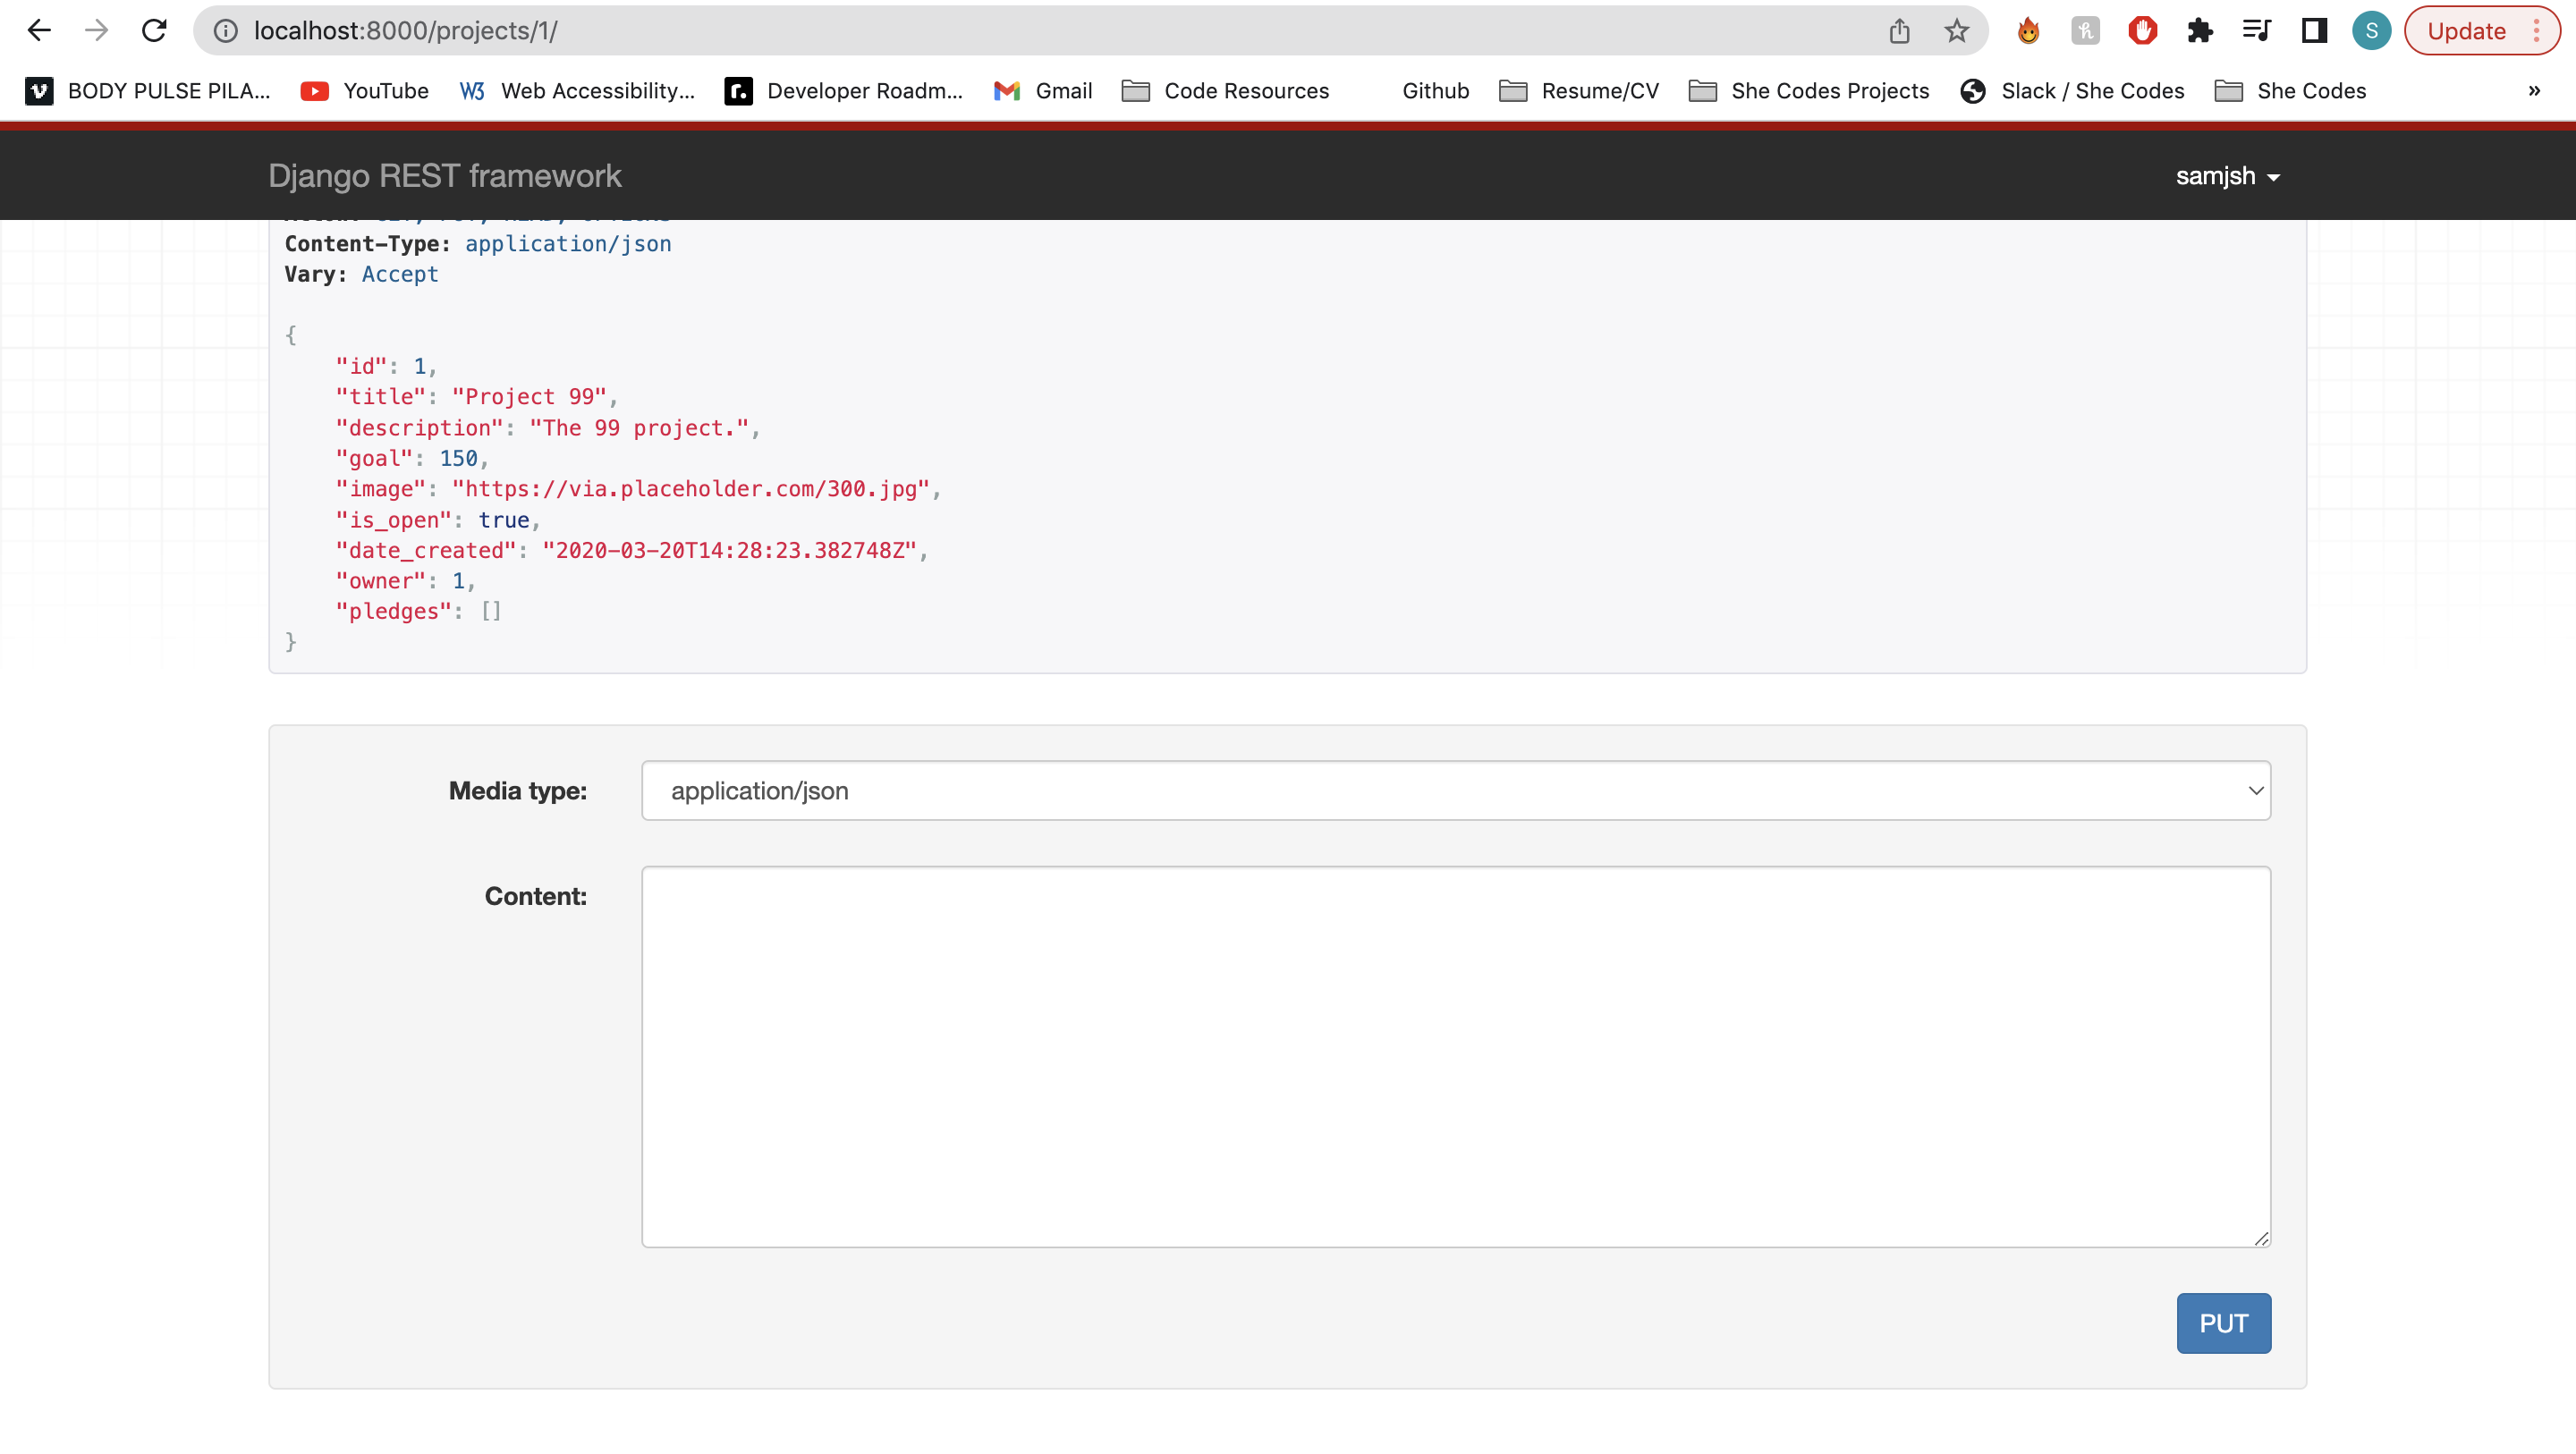 localhost:8000/projects/1/
S
Update
BODY PULSE PILA...
YouTube
W3 Web Accessibility...
r. Developer Roadm...
Gmail
Code Resources
Github
Resume/CV
She Codes Projects
Slack / She Codes
She Codes
»
Django REST framework
samjsh
Content-Type: application/json
Vary: Accept
{
"id": 1,
"title": "Project 99",
"description": "The 99 project.",
"goal": 150,
"image": "https://via.placeholder.com/300.jpg",
"is_open": true,
"date_created": "2020-03-20T14:28:23.382748Z",
"owner": 1,
"pledges": []
}
Media type:
application/json
Content:
PUT